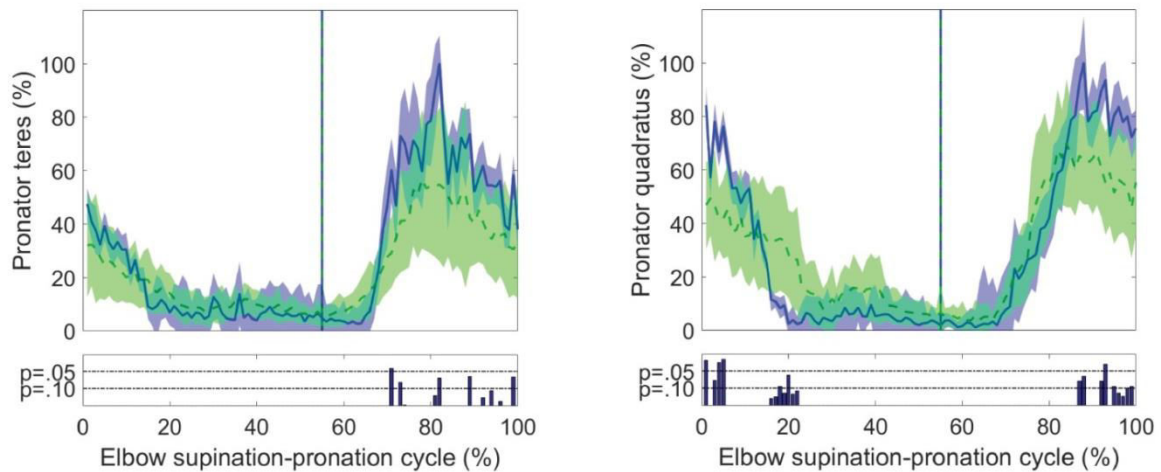 Pronator teres (%)
100
80
60
40
20
0
p=.05
p=.10
0 20 40 60 80 100
Elbow supination-pronation cycle (%)
Pronator quadratus (%)
100
80
60
40
20
0
p=.05
p=.10
0 20 40 60 80 100
Elbow supination-pronation cycle (%)